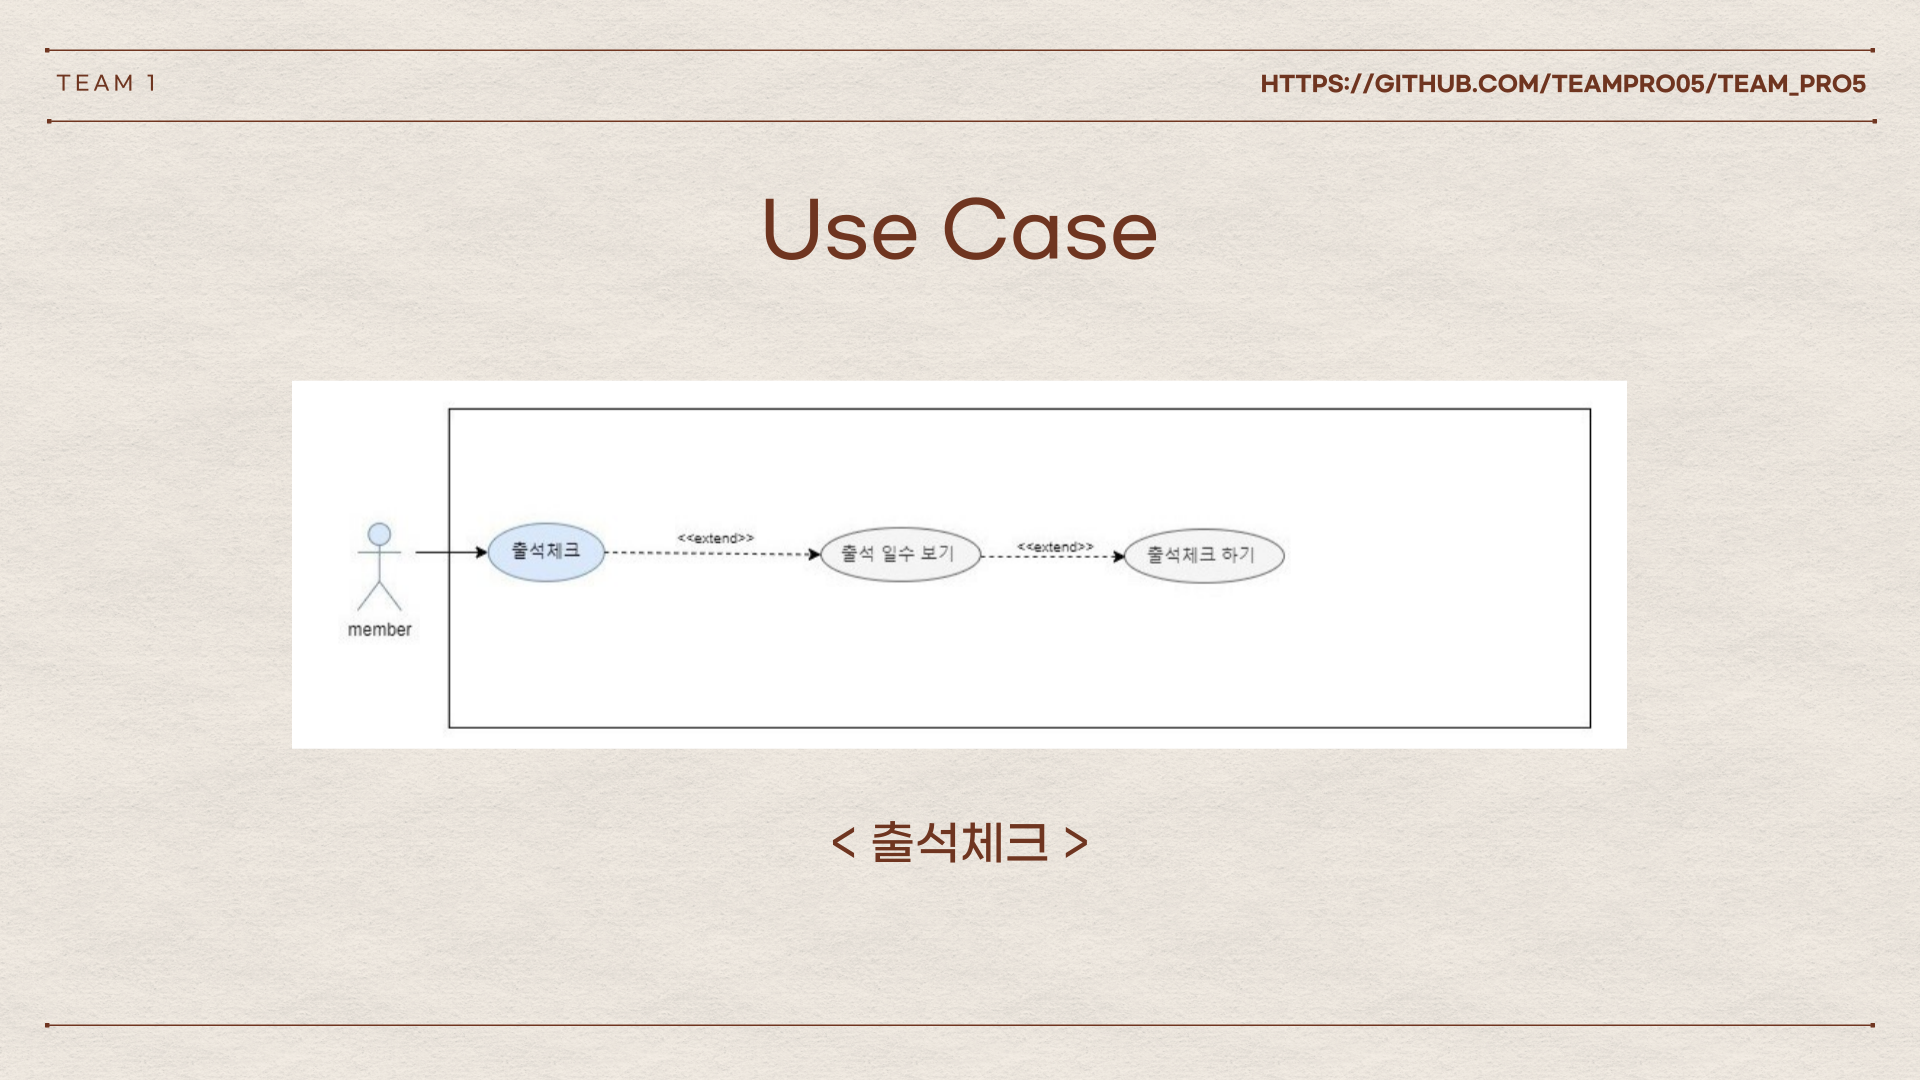 TEAM 1
HTTPS://GITHUB.COM/TEAMPRO05/TEAM_PRO5
Use Case
출석체크
<<extend>>
출석 일수 보기
<<extend>>
출석체크 하기
member
< 출석체크 >